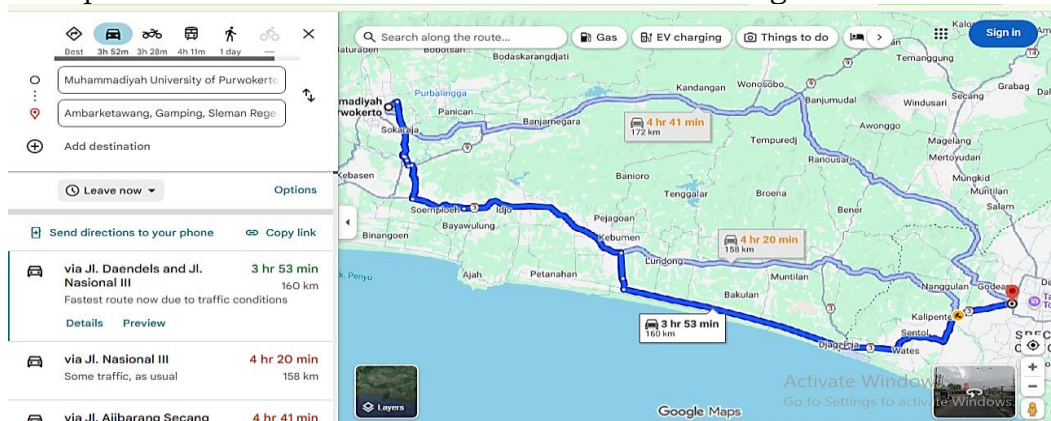 Best 3h 52m 3h 28m 4h 11m 1 day —
Muhammadiyah University of Purwokerto
Ambarketawang, Gamping, Sleman Rege
Add destination
Leave now
Options
Send directions to your phone
Copy link
via Jl. Daendels and Jl. Nasional III
3 hr 53 min
160 km
Fastest route now due to traffic conditions
Details Preview
via Jl. Nasional III
4 hr 20 min
Some traffic, as usual
158 km
via Jl. Ajibarang Secang
4 hr 41 min
Search along the route...
Gas
EV charging
Things to do
Sign in
Bodaskarangdjati
Temanggung
Grabag
Purbalingga
Kandangan
Wonosobo
Secang
madiyah
rwokerto
Panican
Banjumudal
Windusari
Sokaraja
Banjarnegara
4 hr 41 min
172 km
Awonggo
Tempuredj
Magelang
Mertoyudan
Ranousari
Kebasen
Banioro
Mungkid
Tenggalar
Broena
Muntilan
Soemploeh
Idjo
Bener
Salam
Pejagoan
Binangoen
Bayawulung
Kebumen
4 hr 20 min
158 km
Lundong
k. Penyu
Ajah
Petanahan
Muntilan
Nanggulan
Godean
Bakulan
Kalipente
3 hr 53 min
160 km
Sentol
Wates
Activate Windows
Go to Settings to activate Windows.
Layers
Google Maps